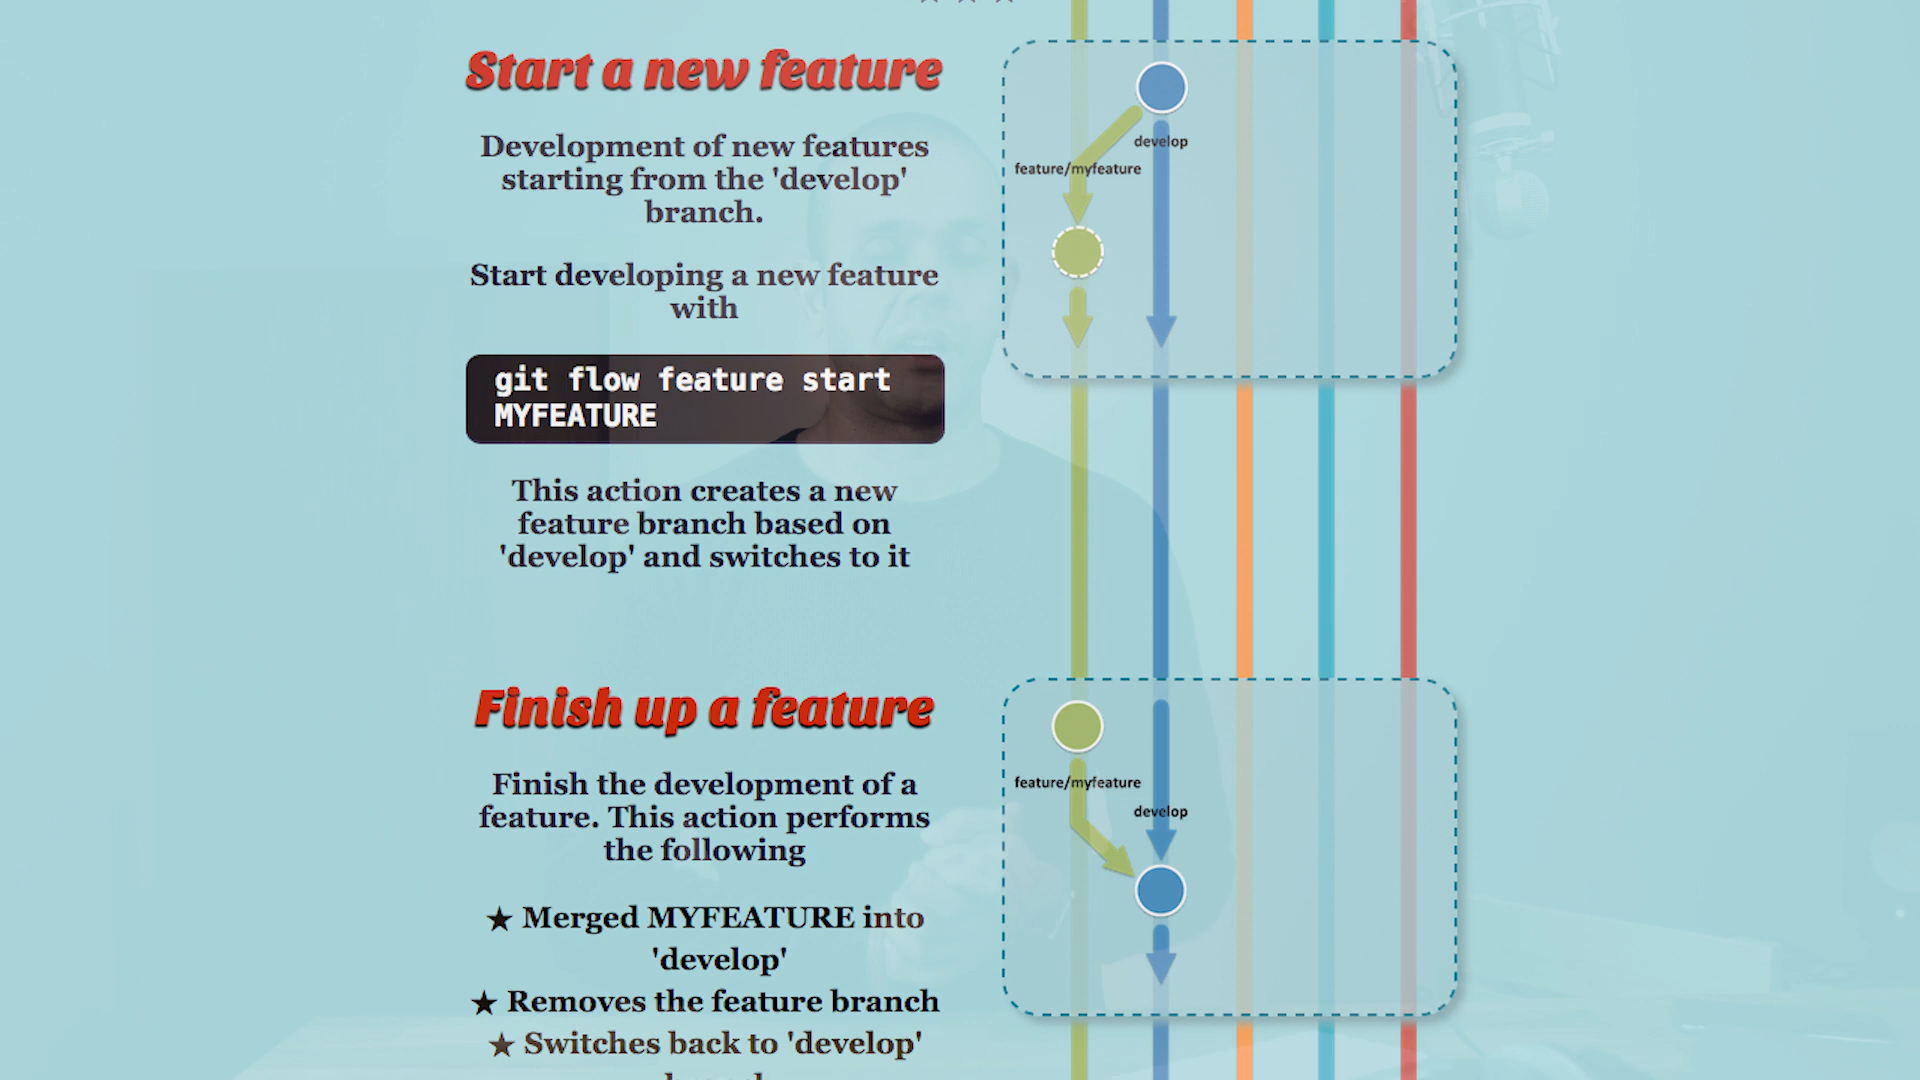 Start a new feature
Development of new features
starting from the 'develop'
branch.
Start developing a new feature
with
git flow feature start
MYFEATURE
This action creates a new
feature branch based on
'develop' and switches to it
develop
feature/myfeature
Finish up a feature
Finish the development of a
feature. This action performs
the following
★ Merged MYFEATURE into
'develop'
★ Removes the feature branch
★ Switches back to 'develop'
feature/myfeature
develop